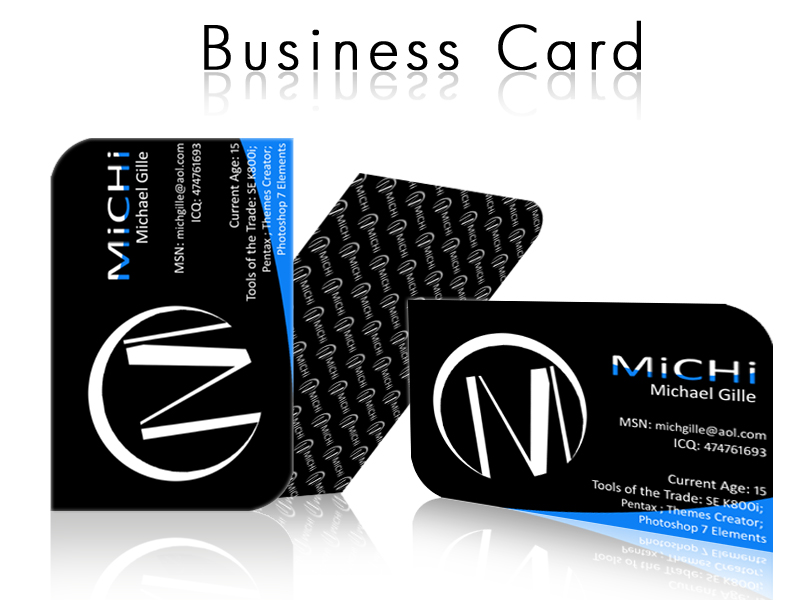 Business Card
MiCHi
Michael Gille
MSN: michgille@aol.com
ICQ: 474761693
Current Age: 15
Tools of the Trade: SE K800i;
Pentax ; Themes Creator;
Photoshop 7 Elements
MiCHi
MiCHi
Michael Gille
MSN: michgille@aol.com
ICQ: 474761693
Current Age: 15
Tools of the Trade: SE K800i;
Pentax ; Themes Creator;
Photoshop 7 Elements